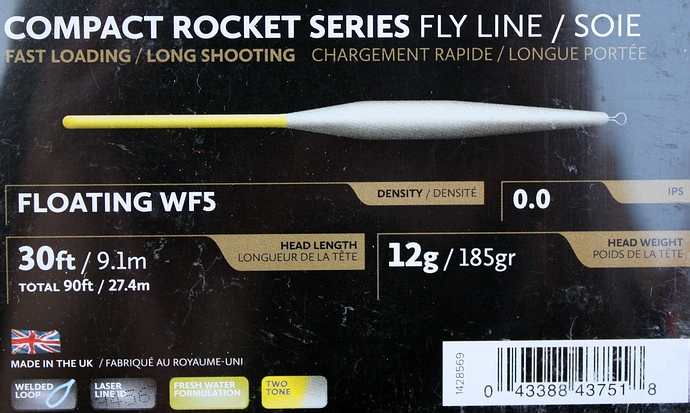 COMPACT ROCKET SERIES FLY LINE / SOIE
FAST LOADING / LONG SHOOTING CHARGEMENT RAPIDE / LONGUE PORTÉE
FLOATING WF5
DENSITY / DENSITÉ
0.0
IPS
30ft / 9.1m
TOTAL 90ft / 27.4m
HEAD LENGTH
LONGUEUR DE LA TÊTE
12g / 185gr
HEAD WEIGHT
POIDS DE LA TÊTE
MADE IN THE UK / FABRIQUÉ AU ROYAUME-UNI
WELDED
LOOP
LASER
LINE ID
FRESH WATER
FORMULATION
TWO
TONE
1428569
0 43388 43751 8